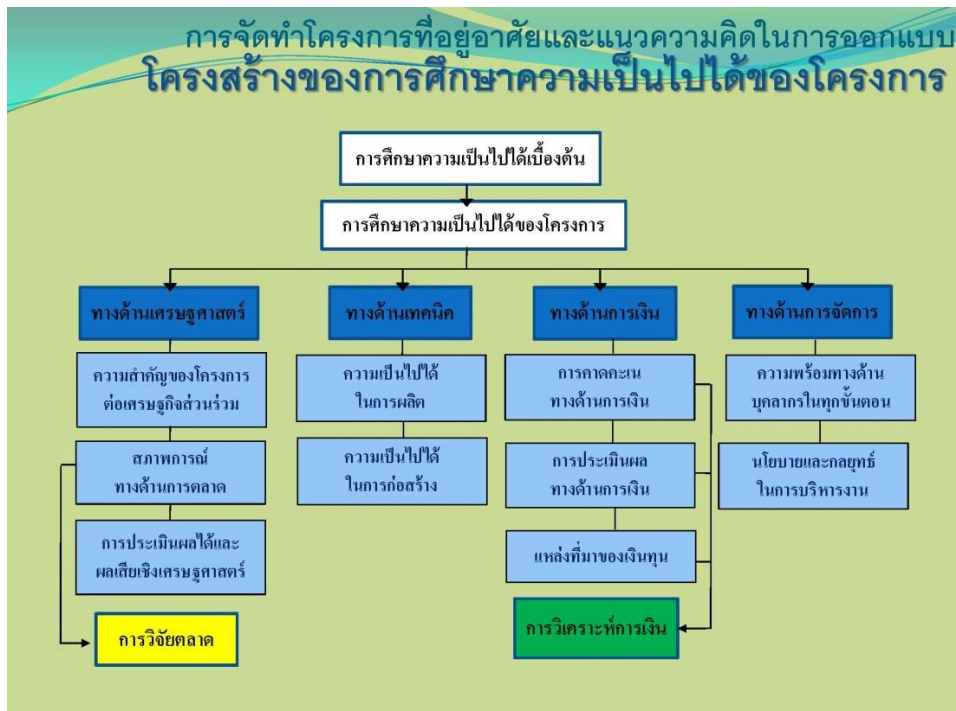 การจัดทำโครงการที่อยู่อาศัยและแนวความคิดในการออกแบบ
โครงสร้างของการศึกษาความเป็นไปได้ของโครงการ
การศึกษาความเป็นไปได้เบื้องต้น
การศึกษาความเป็นไปได้ของโครงการ
ทางด้านเศรษฐศาสตร์
ความสำคัญของโครงการ
ต่อเศรษฐกิจส่วนร่วม
สภาพการณ์
ทางด้านการตลาด
การประเมินผลได้และ
ผลเสียเชิงเศรษฐศาสตร์
การวิจัยตลาด
ทางด้านเทคนิค
ความเป็นไปได้
ในการผลิต
ความเป็นไปได้
ในการก่อสร้าง
ทางด้านการเงิน
การคาดคะเน
ทางด้านการเงิน
การประเมินผล
ทางด้านการเงิน
แหล่งที่มาของเงินทุน
การวิเคราะห์การเงิน
ทางด้านการจัดการ
ความพร้อมทางด้าน
บุคลากรในทุกขั้นตอน
นโยบายและกลยุทธ์
ในการบริหารงาน